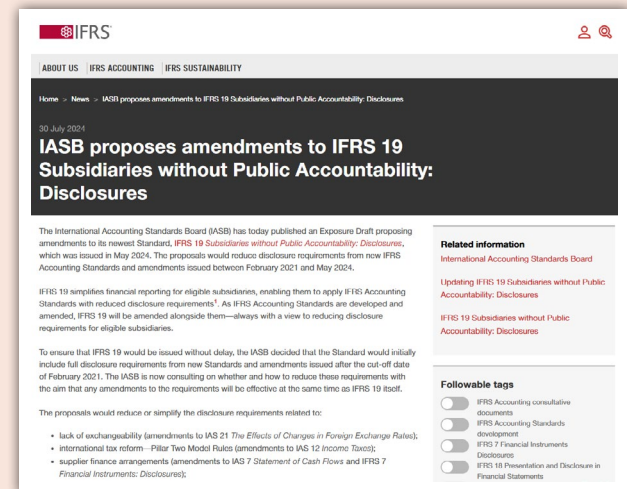 IFRS
ABOUT US IFRS ACCOUNTING IFRS SUSTAINABILITY
Home > News > IASB proposes amendments to IFRS 19 Subsidiaries without Public Accountability: Disclosures
30 July 2024
IASB proposes amendments to IFRS 19
Subsidiaries without Public Accountability:
Disclosures
The International Accounting Standards Board (IASB) has today published an Exposure Draft proposing
amendments to its newest Standard, IFRS 19 Subsidiaries without Public Accountability: Disclosures,
which was issued in May 2024. The proposals would reduce disclosure requirements from new IFRS
Accounting Standards and amendments issued between February 2021 and May 2024.
IFRS 19 simplifies financial reporting for eligible subsidiaries, enabling them to apply IFRS Accounting
Standards with reduced disclosure requirements1. As IFRS Accounting Standards are developed and
amended, IFRS 19 will be amended alongside them—always with a view to reducing disclosure
requirements for eligible subsidiaries.
To ensure that IFRS 19 would be issued without delay, the IASB decided that the Standard would initially
include full disclosure requirements from new Standards and amendments issued after the cut-off date
of February 2021. The IASB is now consulting on whether and how to reduce these requirements with
the aim that any amendments to the requirements will be effective at the same time as IFRS 19 itself.
The proposals would reduce or simplify the disclosure requirements related to:
• lack of exchangeability (amendments to IAS 21 The Effects of Changes in Foreign Exchange Rates);
• international tax reform—Pillar Two Model Rules (amendments to IAS 12 Income Taxes);
• supplier finance arrangements (amendments to IAS 7 Statement of Cash Flows and IFRS 7
Financial Instruments: Disclosures);
Related information
International Accounting Standards Board
Updating IFRS 19 Subsidiaries without Public
Accountability: Disclosures
IFRS 19 Subsidiaries without Public
Accountability: Disclosures
Followable tags
IFRS Accounting consultative
documents
IFRS Accounting Standards
development
IFRS 7 Financial Instruments
Disclosures
IFRS 18 Presentation and Disclosure in
Financial Statements